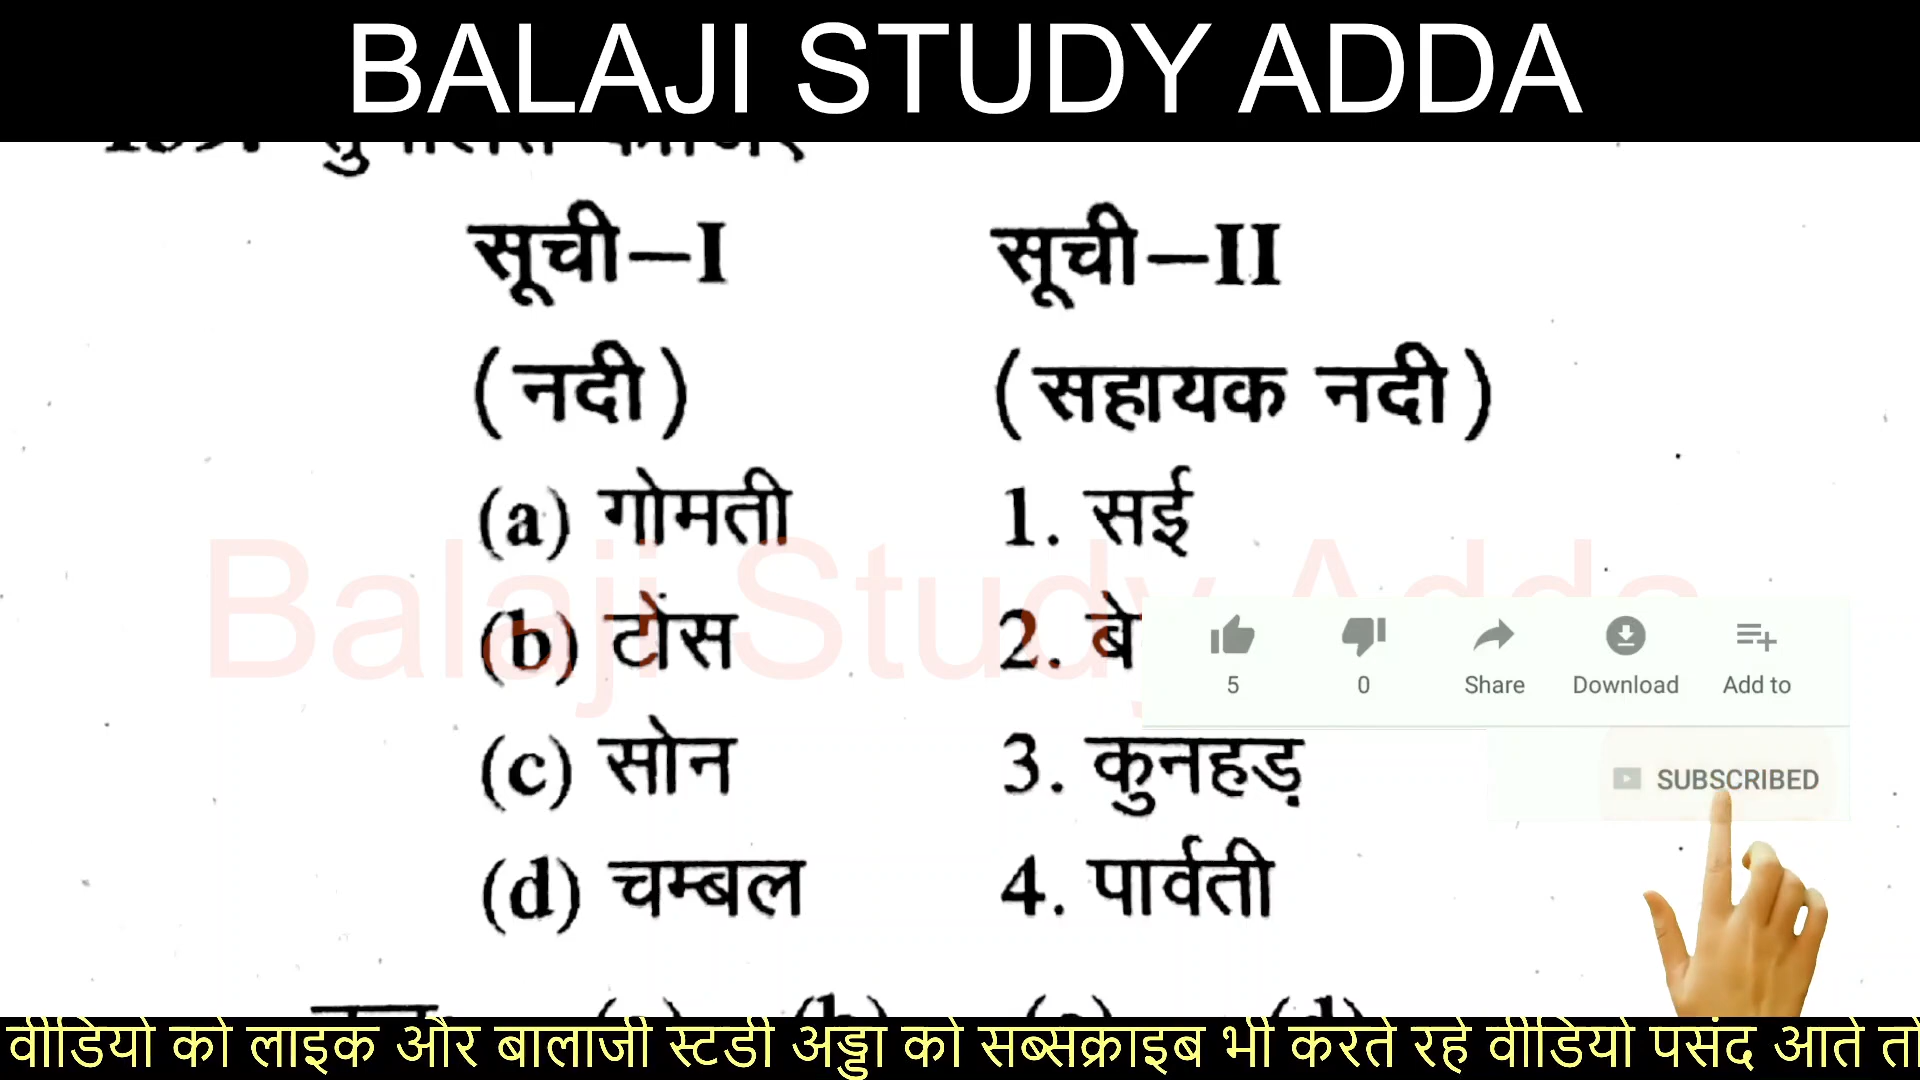 BALAJI STUDY ADDA
सूची–I सूची–II
(नदी) (सहायक नदी)
(a) गोमती 1. सई
(b) टोंस 2. बे
(c) सोन 3. कुनहड़
(d) चम्बल 4. पार्वती
Balaji Study Adda
5 0 Share Download Add to
SUBSCRIBED
वीडियो को लाइक और बालाजी स्टडी अड्डा को सब्सक्राइब भी करते रहे वीडियो पसंद आते तो